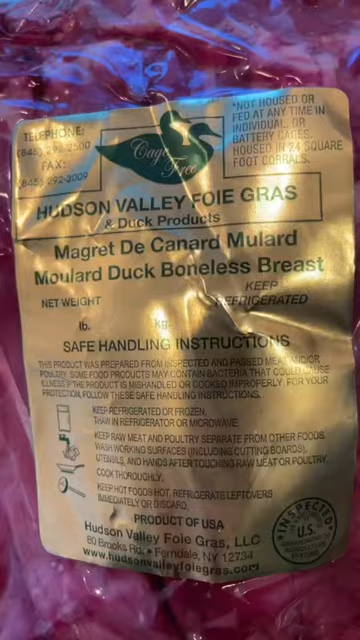 TELEPHONE:
(845) 292-2500
FAX:
(845) 292-3009
Cage
Free
*NOT HOUSED OR
FED AT ANY TIME IN
INDIVIDUAL, OR
BATTERY CAGES.
HOUSED IN 24 SQUARE
FOOT CORRALS.
HUDSON VALLEY FOIE GRAS
& Duck Products
Magret De Canard Mulard
Moulard Duck Boneless Breast
NET WEIGHT
KEEP
REFRIGERATED
lb.
kg.
SAFE HANDLING INSTRUCTIONS
THIS PRODUCT WAS PREPARED FROM INSPECTED AND PASSED MEAT AND/OR
POULTRY. SOME FOOD PRODUCTS MAY CONTAIN BACTERIA THAT COULD CAUSE
ILLNESS IF THE PRODUCT IS MISHANDLED OR COOKED IMPROPERLY. FOR YOUR
PROTECTION, FOLLOW THESE SAFE HANDLING INSTRUCTIONS.
KEEP REFRIGERATED OR FROZEN.
THAW IN REFRIGERATOR OR MICROWAVE.
KEEP RAW MEAT AND POULTRY SEPARATE FROM OTHER FOODS.
WASH WORKING SURFACES (INCLUDING CUTTING BOARDS),
UTENSILS, AND HANDS AFTER TOUCHING RAW MEAT OR POULTRY.
COOK THOROUGHLY.
KEEP HOT FOODS HOT. REFRIGERATE LEFTOVERS
IMMEDIATELY OR DISCARD.
PRODUCT OF USA
Hudson Valley Foie Gras, LLC
80 Brooks Rd. • Ferndale, NY 12734
www.hudsonvalleyfoiegras.com
INSPECTED
U.S.